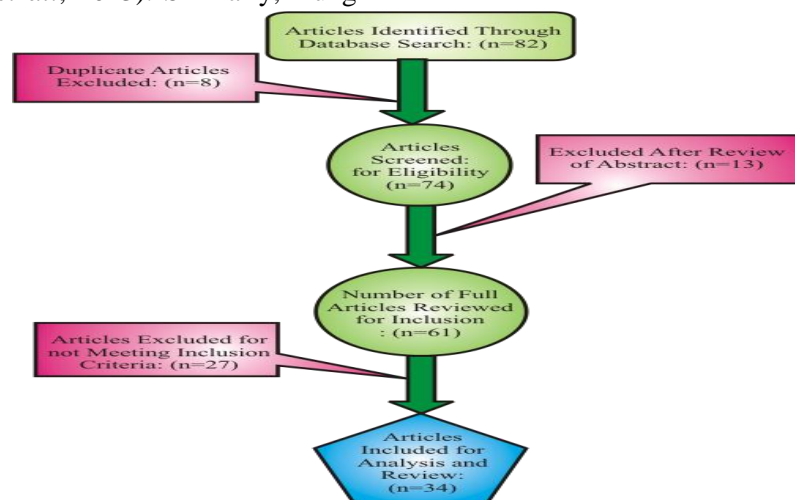 Articles Identified Through
Database Search: (n=82)
Duplicate Articles
Excluded: (n=8)
Articles
Screened:
for Eligibility
(n=74)
Excluded After Review
of Abstract: (n=13)
Number of Full
Articles Reviewed
for Inclusion
: (n=61)
Articles Excluded for
not Meeting Inclusion
Criteria: (n=27)
Articles
Included for
Analysis and
Review:
(n=34)